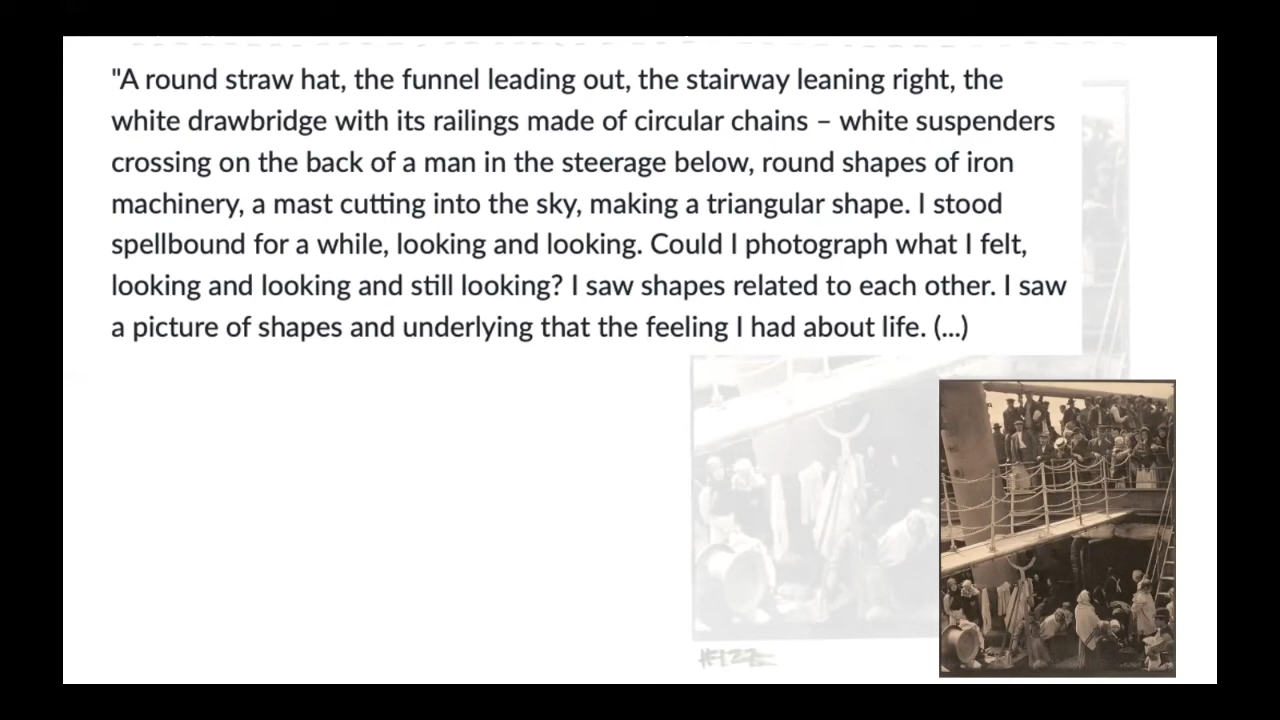 "A round straw hat, the funnel leading out, the stairway leaning right, the
white drawbridge with its railings made of circular chains – white suspenders
crossing on the back of a man in the steerage below, round shapes of iron
machinery, a mast cutting into the sky, making a triangular shape. I stood
spellbound for a while, looking and looking. Could I photograph what I felt,
looking and looking and still looking? I saw shapes related to each other. I saw
a picture of shapes and underlying that the feeling I had about life. (...)